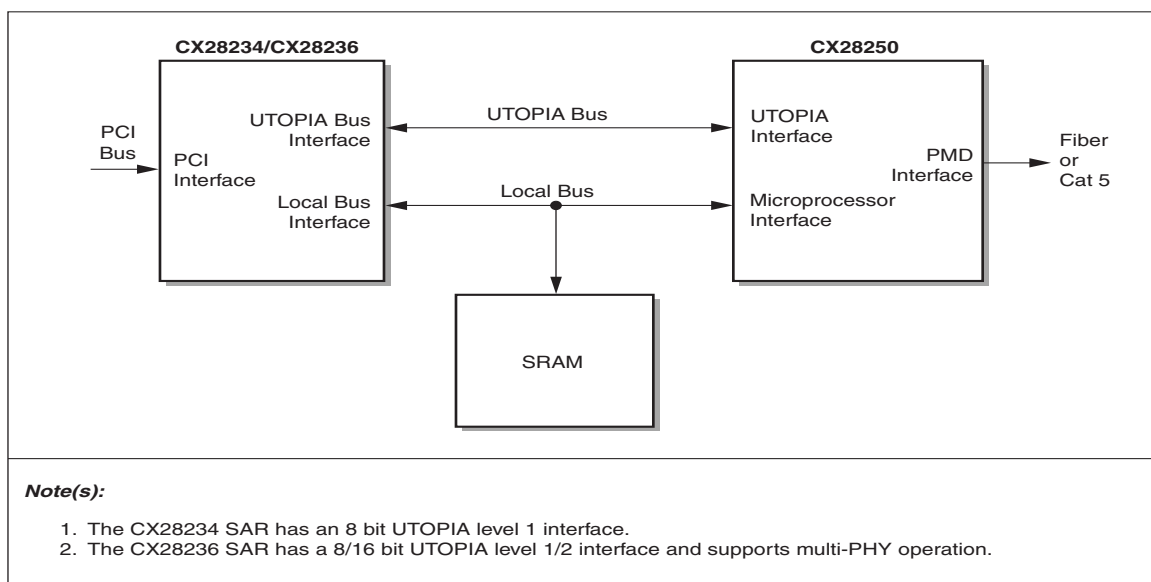 CX28234/CX28236
CX28250
PCI
Bus
PCI
Interface
UTOPIA Bus
Interface
Local Bus
Interface
UTOPIA Bus
Local Bus
UTOPIA
Interface
PMD
Interface
Microprocessor
Interface
Fiber
or
Cat 5
SRAM
Note(s):
1. The CX28234 SAR has an 8 bit UTOPIA level 1 interface.
2. The CX28236 SAR has a 8/16 bit UTOPIA level 1/2 interface and supports multi-PHY operation.